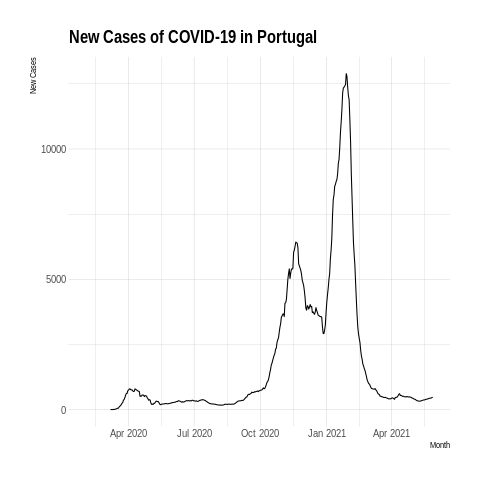 New Cases of COVID-19 in Portugal
New Cases
10000
5000
0
Apr 2020 Jul 2020 Oct 2020 Jan 2021 Apr 2021
Month